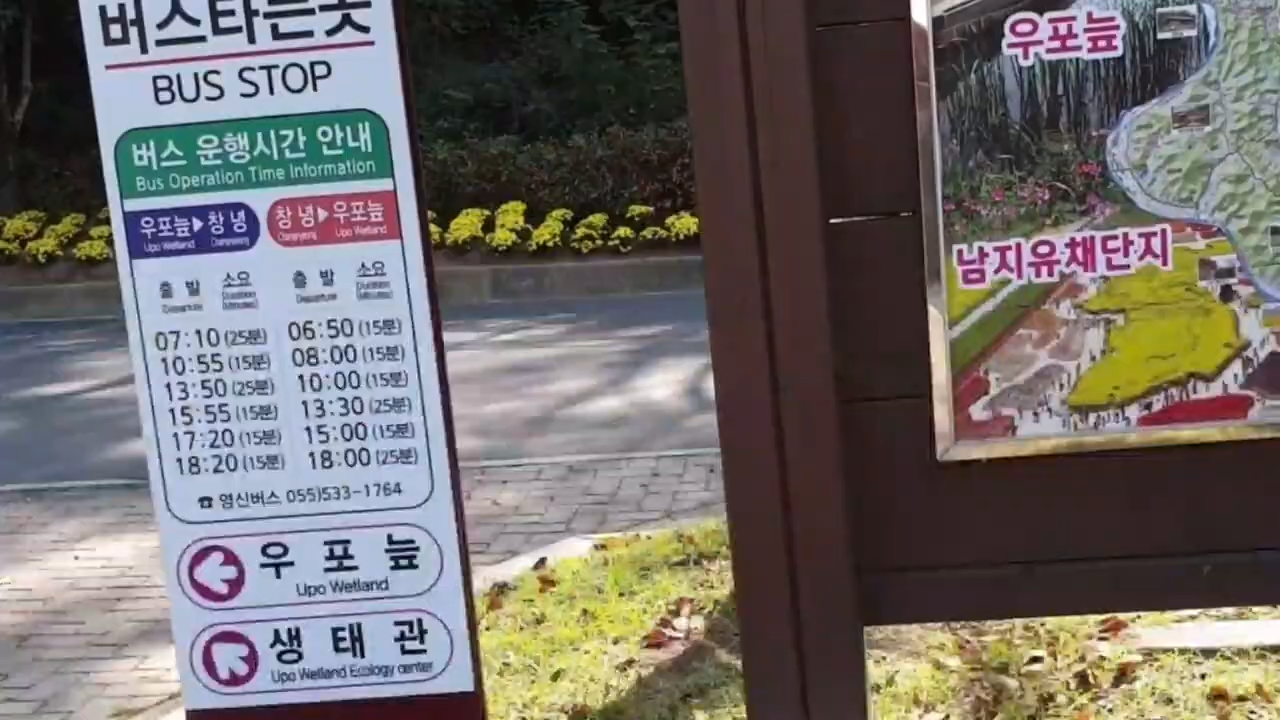 버스타는곳
BUS STOP
버스 운행시간 안내
Bus Operation Time Information
우포늪▶창녕 창녕▶우포늪
Upo Wetland Upo Wetland
출 발 소요 출 발 소요
Departure Departure
07:10 (25분) 06:50 (15분)
10:55 (15분) 08:00 (15분)
13:50 (25분) 10:00 (15분)
15:55 (15분) 13:30 (25분)
17:20 (15분) 15:00 (15분)
18:20 (15분) 18:00 (25분)
☎ 영신버스 055)533-1764
우 포 늪
Upo Wetland
생 태 관
Upo Wetland Ecology center
우포늪
남지유채단지